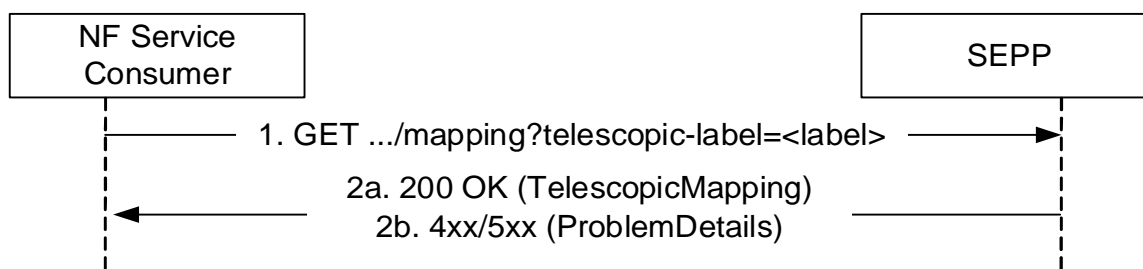 NF Service
Consumer
SEPP
1. GET .../mapping?telescopic-label=<label>
2a. 200 OK (TelescopicMapping)
2b. 4xx/5xx (ProblemDetails)